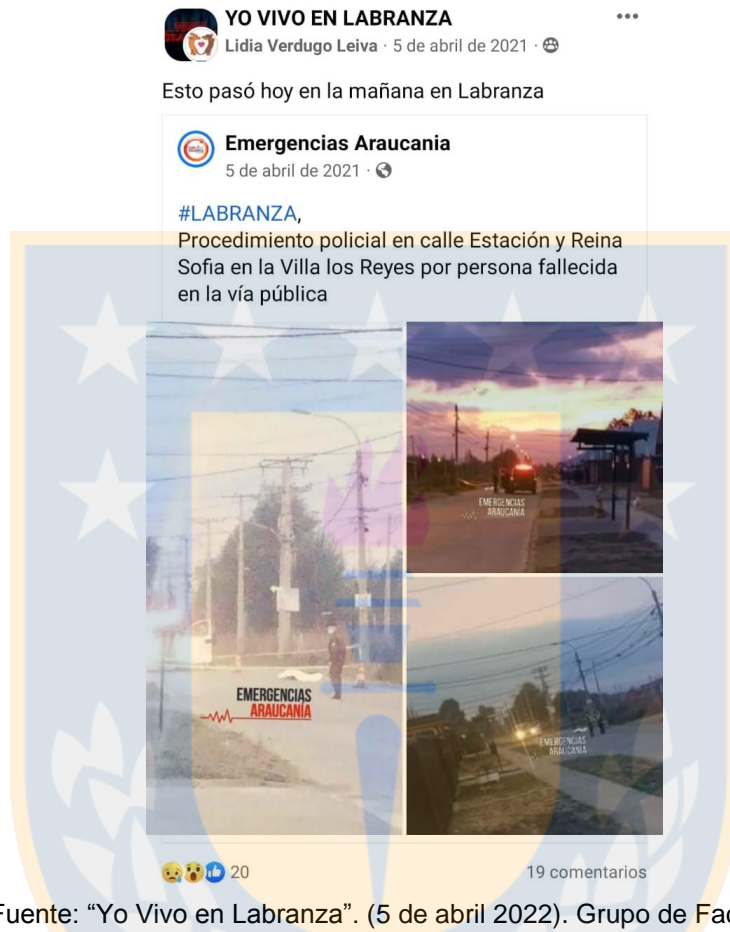 YO VIVO EN LABRANZA
Lidia Verdugo Leiva · 5 de abril de 2021 ·
Esto pasó hoy en la mañana en Labranza
Emergencias Araucania
5 de abril de 2021 ·
#LABRANZA,
Procedimiento policial en calle Estación y Reina
Sofia en la Villa los Reyes por persona fallecida
en la vía pública
EMERGENCIAS
ARAUCANÍA
EMERGENCIAS
ARAUCANÍA
EMERGENCIAS
ARAUCANÍA
20
19 comentarios
Fuente: “Yo Vivo en Labranza”. (5 de abril 2022). Grupo de Fac